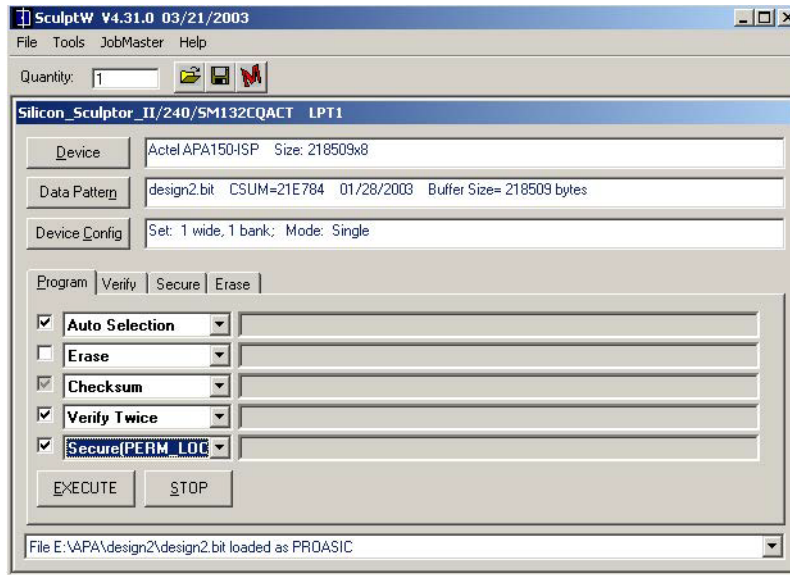 SculptW V4.31.0 03/21/2003
File Tools JobMaster Help
Quantity: 1
Silicon_Sculptor_II/240/SM132CQACT LPT1
Device Actel APA150-ISP Size: 218509x8
Data Pattern design2.bit CSUM=21E784 01/28/2003 Buffer Size= 218509 bytes
Device Config Set: 1 wide, 1 bank; Mode: Single
Program Verify Secure Erase
Auto Selection
Erase
Checksum
Verify Twice
Secure(PERM_LOC
EXECUTE STOP
File E:\APA\design2\design2.bit loaded as PROASIC